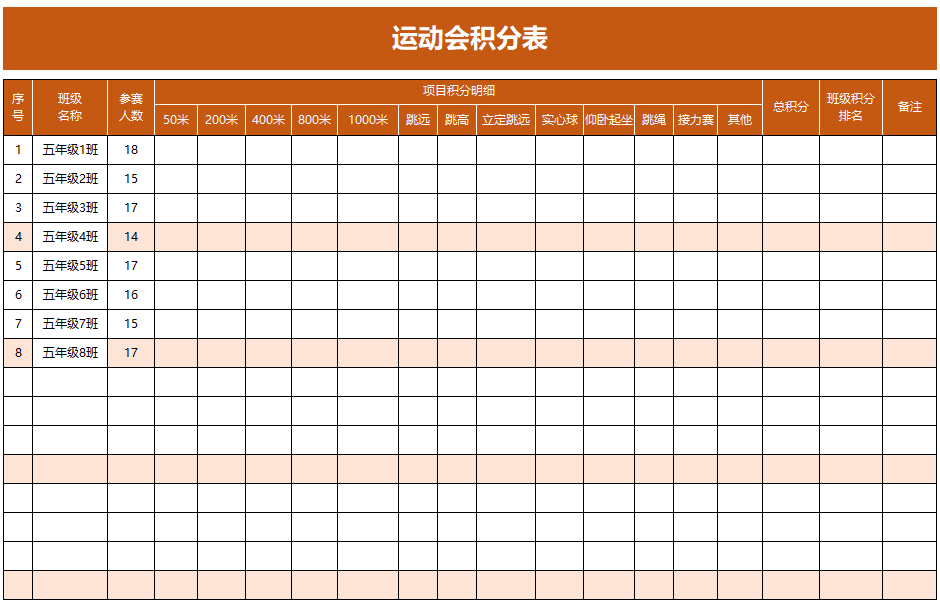 运动会积分表
序号 班级名称 参赛人数 项目积分明细 总积分 班级积分排名 备注
50米 200米 400米 800米 1000米 跳远 跳高 立定跳远 实心球 仰卧起坐 跳绳 接力赛 其他
1 五年级1班 18
2 五年级2班 15
3 五年级3班 17
4 五年级4班 14
5 五年级5班 17
6 五年级6班 16
7 五年级7班 15
8 五年级8班 17